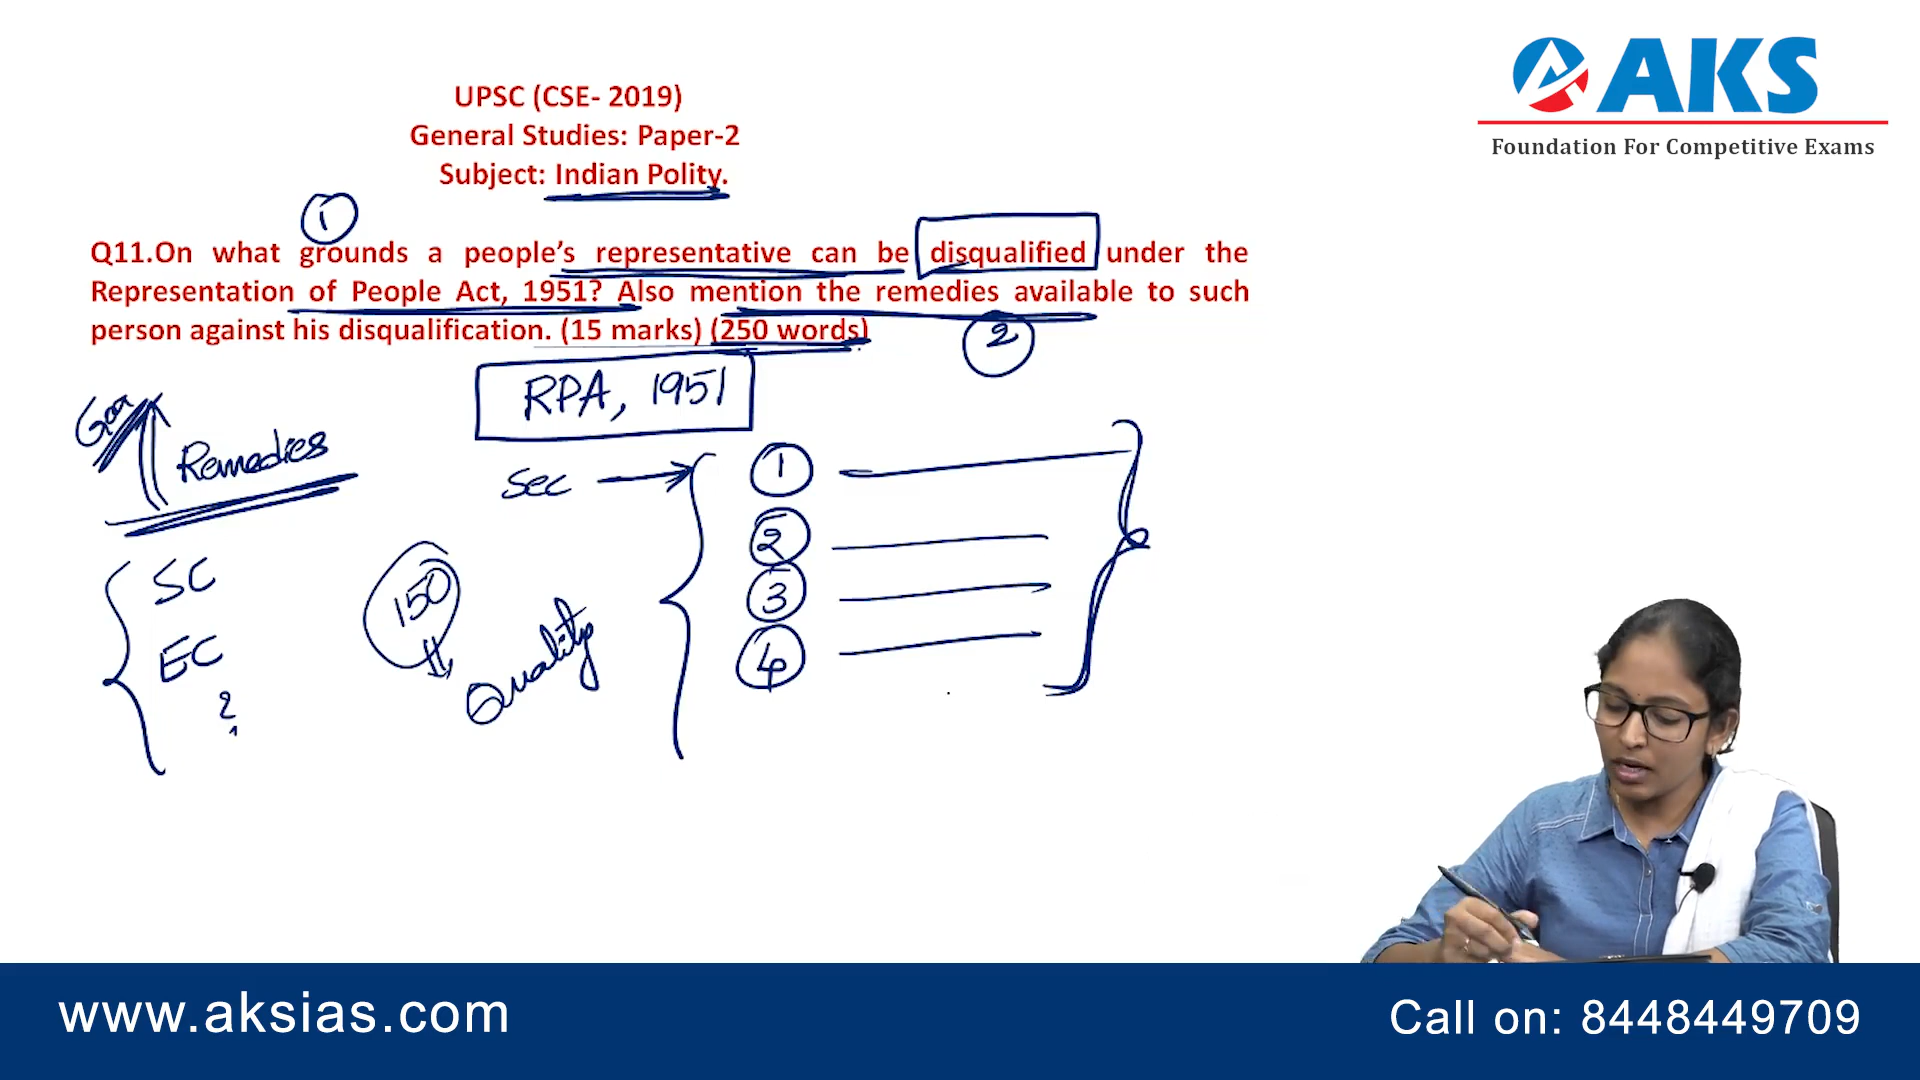 AKS
Foundation For Competitive Exams
UPSC (CSE- 2019)
General Studies: Paper-2
Subject: Indian Polity.
1
Q11.On what grounds a people’s representative can be disqualified under the
Representation of People Act, 1951? Also mention the remedies available to such
person against his disqualification. (15 marks) (250 words)
2
RPA, 1951
Remedies
Sec
1
2
3
4
SC
EC
?
150
Quality
www.aksias.com
Call on: 8448449709